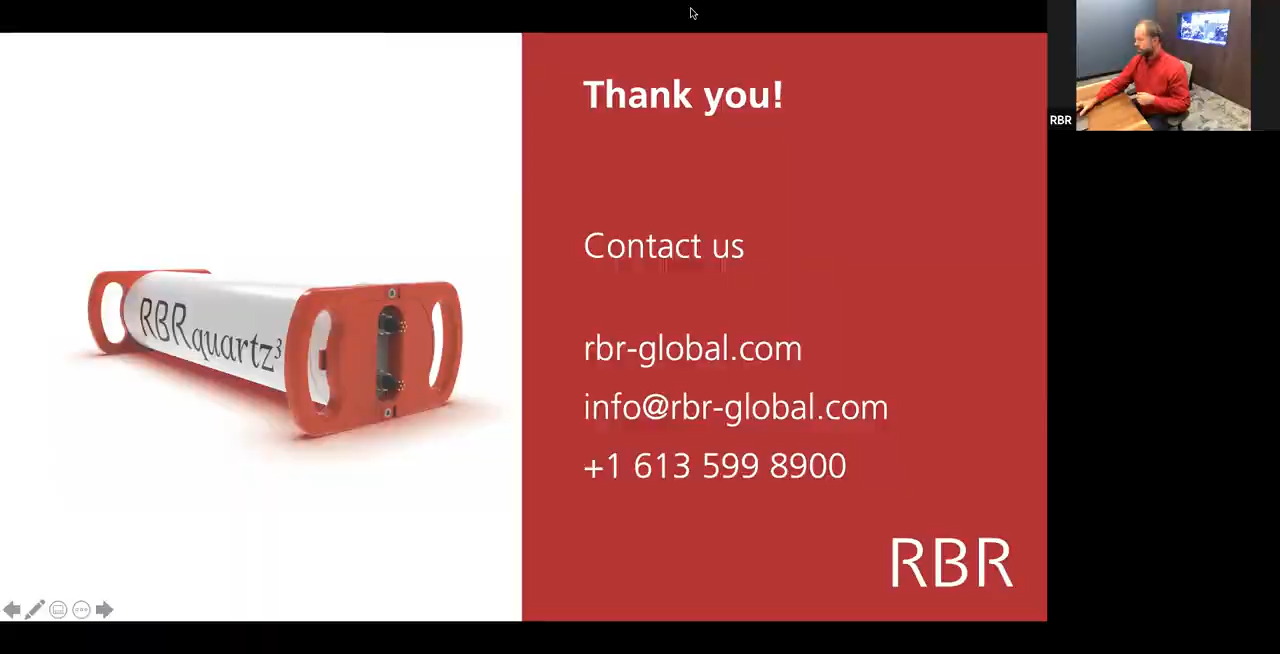 Thank you!
Contact us
rbr-global.com
info@rbr-global.com
+1 613 599 8900
RBR
RBRquartz³
RBR